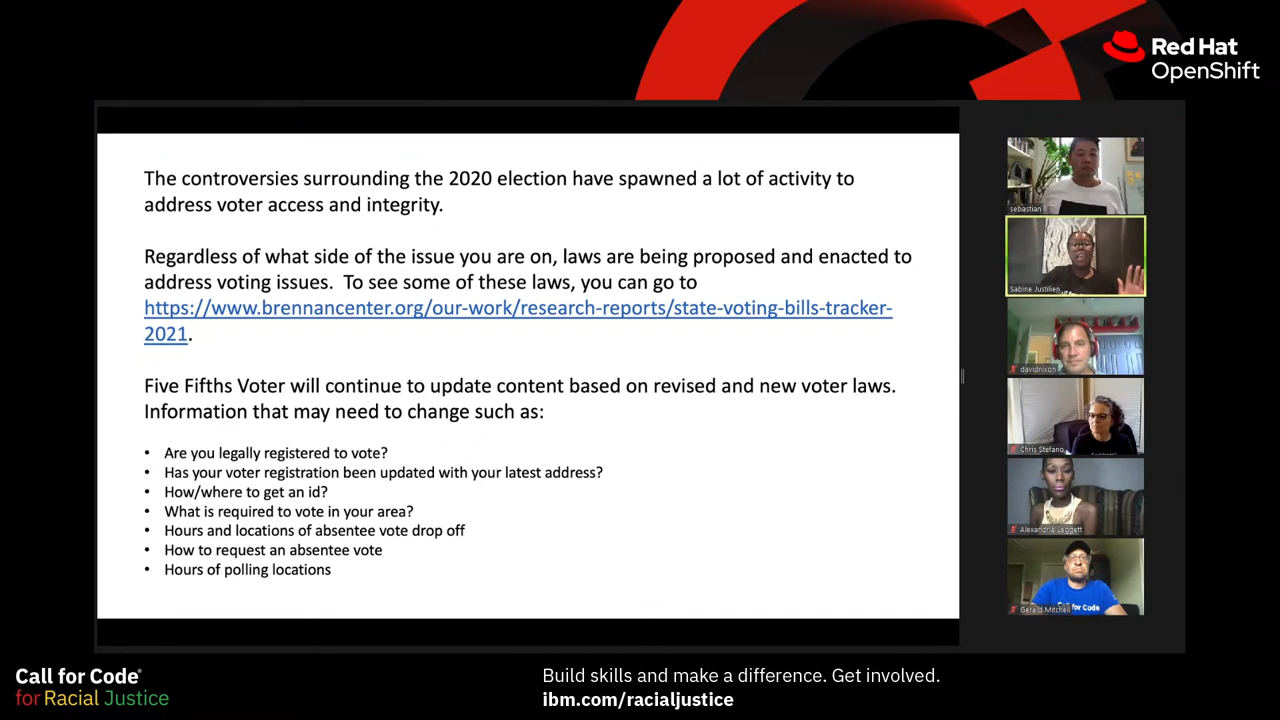 Red Hat
OpenShift
The controversies surrounding the 2020 election have spawned a lot of activity to
address voter access and integrity.
Regardless of what side of the issue you are on, laws are being proposed and enacted to
address voting issues.  To see some of these laws, you can go to
https://www.brennancenter.org/our-work/research-reports/state-voting-bills-tracker-
2021.
Five Fifths Voter will continue to update content based on revised and new voter laws.
Information that may need to change such as:
• Are you legally registered to vote?
• Has your voter registration been updated with your latest address?
• How/where to get an id?
• What is required to vote in your area?
• Hours and locations of absentee vote drop off
• How to request an absentee vote
• Hours of polling locations
sebastian
Sabine Justilien
davidnixon
Chris Stefano
Alexandria Leggett
for Code
Gerald Mitchell
Call for Code®
for Racial Justice
Build skills and make a difference. Get involved.
ibm.com/racialjustice